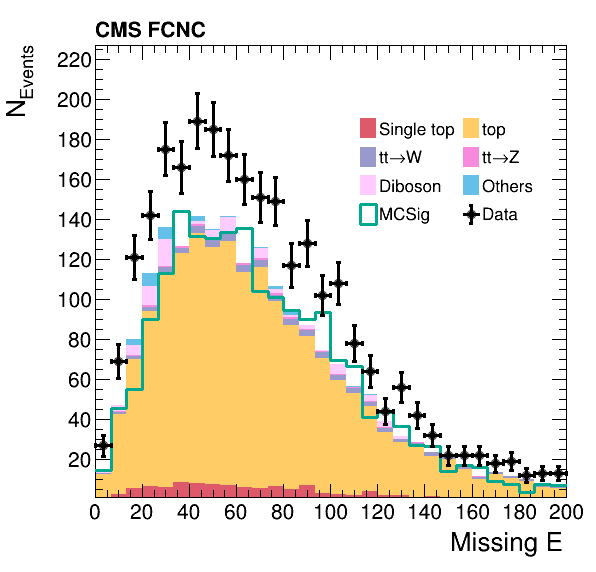 CMS FCNC
N_Events
220
200
180
160
140
120
100
80
60
40
20
Single top
top
tt→W
tt→Z
Diboson
Others
MCSig
Data
0 20 40 60 80 100 120 140 160 180 200
Missing E